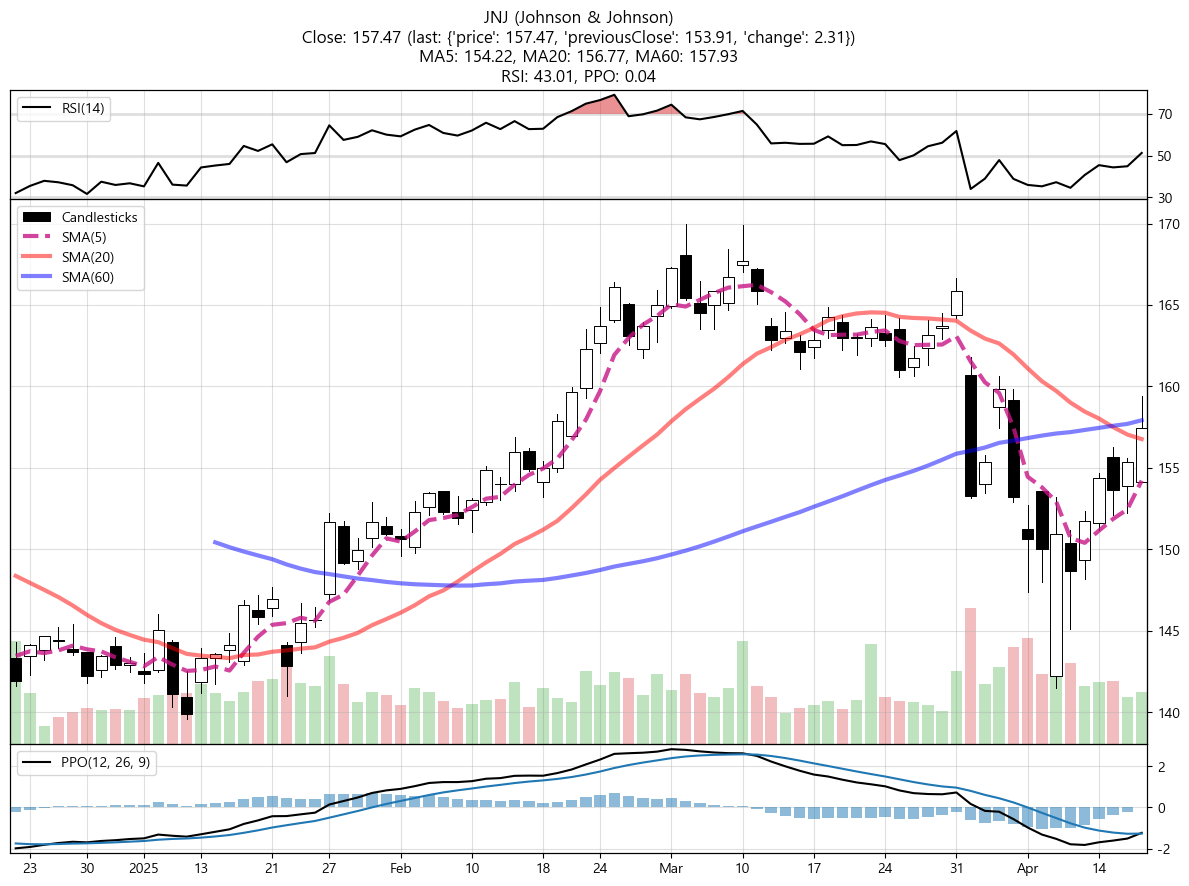 JNJ (Johnson & Johnson)
Close: 157.47 (last: {'price': 157.47, 'previousClose': 153.91, 'change': 2.31})
MA5: 154.22, MA20: 156.77, MA60: 157.93
RSI: 43.01, PPO: 0.04
RSI(14)
70
50
30
Candlesticks
SMA(5)
SMA(20)
SMA(60)
170
165
160
155
150
145
140
PPO(12, 26, 9)
2
0
-2
23 30 2025 13 21 27 Feb 10 18 24 Mar 10 17 24 31 Apr 14